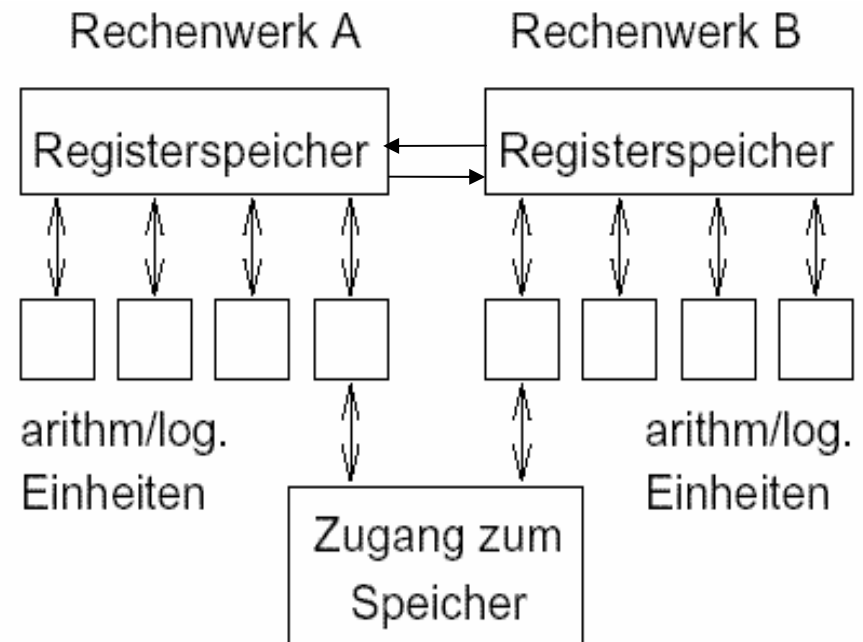 Rechenwerk A
Rechenwerk B
Registerspeicher
Registerspeicher
arithm/log.
Einheiten
arithm/log.
Einheiten
Zugang zum
Speicher